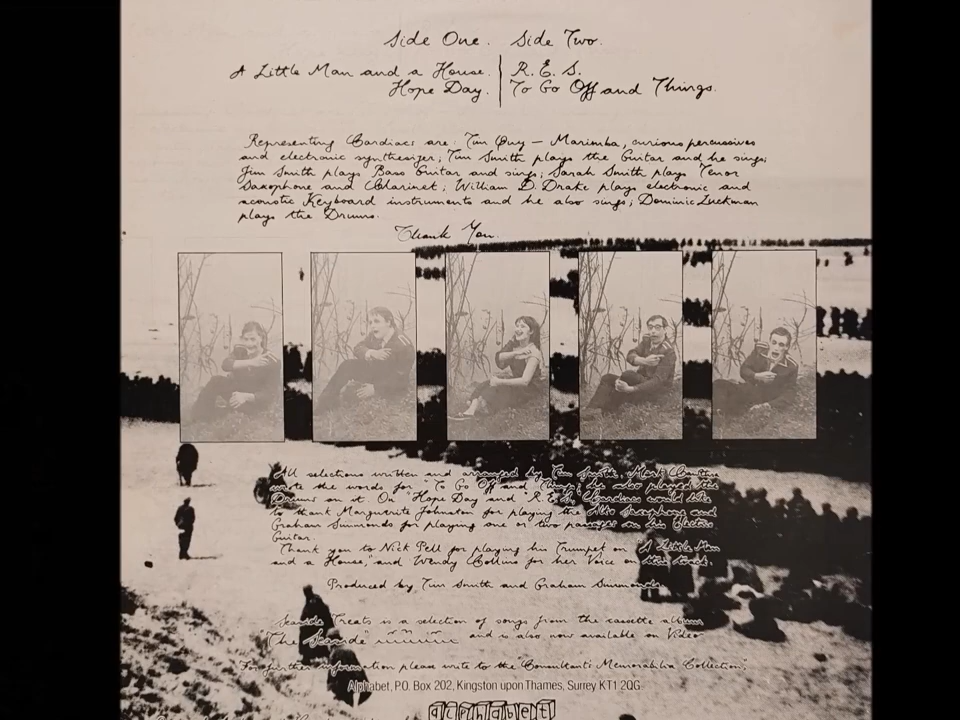 Side One. Side Two.
A Little Man and a House. R. E. S.
Hope Day. To Go Off and Things.
Representing Cardiacs are: Tim Quy — Marimba, curious percussives
and electronic synthesizer; Tim Smith plays the Guitar and he sings;
Jim Smith plays Bass Guitar and sings; Sarah Smith plays Tenor
Saxophone and Clarinet; William D. Drake plays electronic and
acoustic Keyboard instruments and he also sings; Dominic Luckman
plays the Drums.
Thank You.
All selections written and arranged by Tim Smith. Mark Cawthra
wrote the words for "To Go Off and Things"; he also played the
Drums on it. On "Hope Day" and "R.E.S." Cardiacs would like
to thank Marguerite Johnston for playing the Alto Saxophone and
Graham Simmonds for playing one or two passages on his Electric
Guitar.
Thank you to Nick Pell for playing his Trumpet on "A Little Man
and a House," and Wendy Collins for her Voice on this track.
Produced by Tim Smith and Graham Simmonds.
Seaside Treats is a selection of songs from the cassette album
"The Seaside" and is also now available on Video
For further information please write to the "Consultant's Memorabilia Collection."
Alphabet, P.O. Box 202, Kingston upon Thames, Surrey KT1 2QG
alphabet